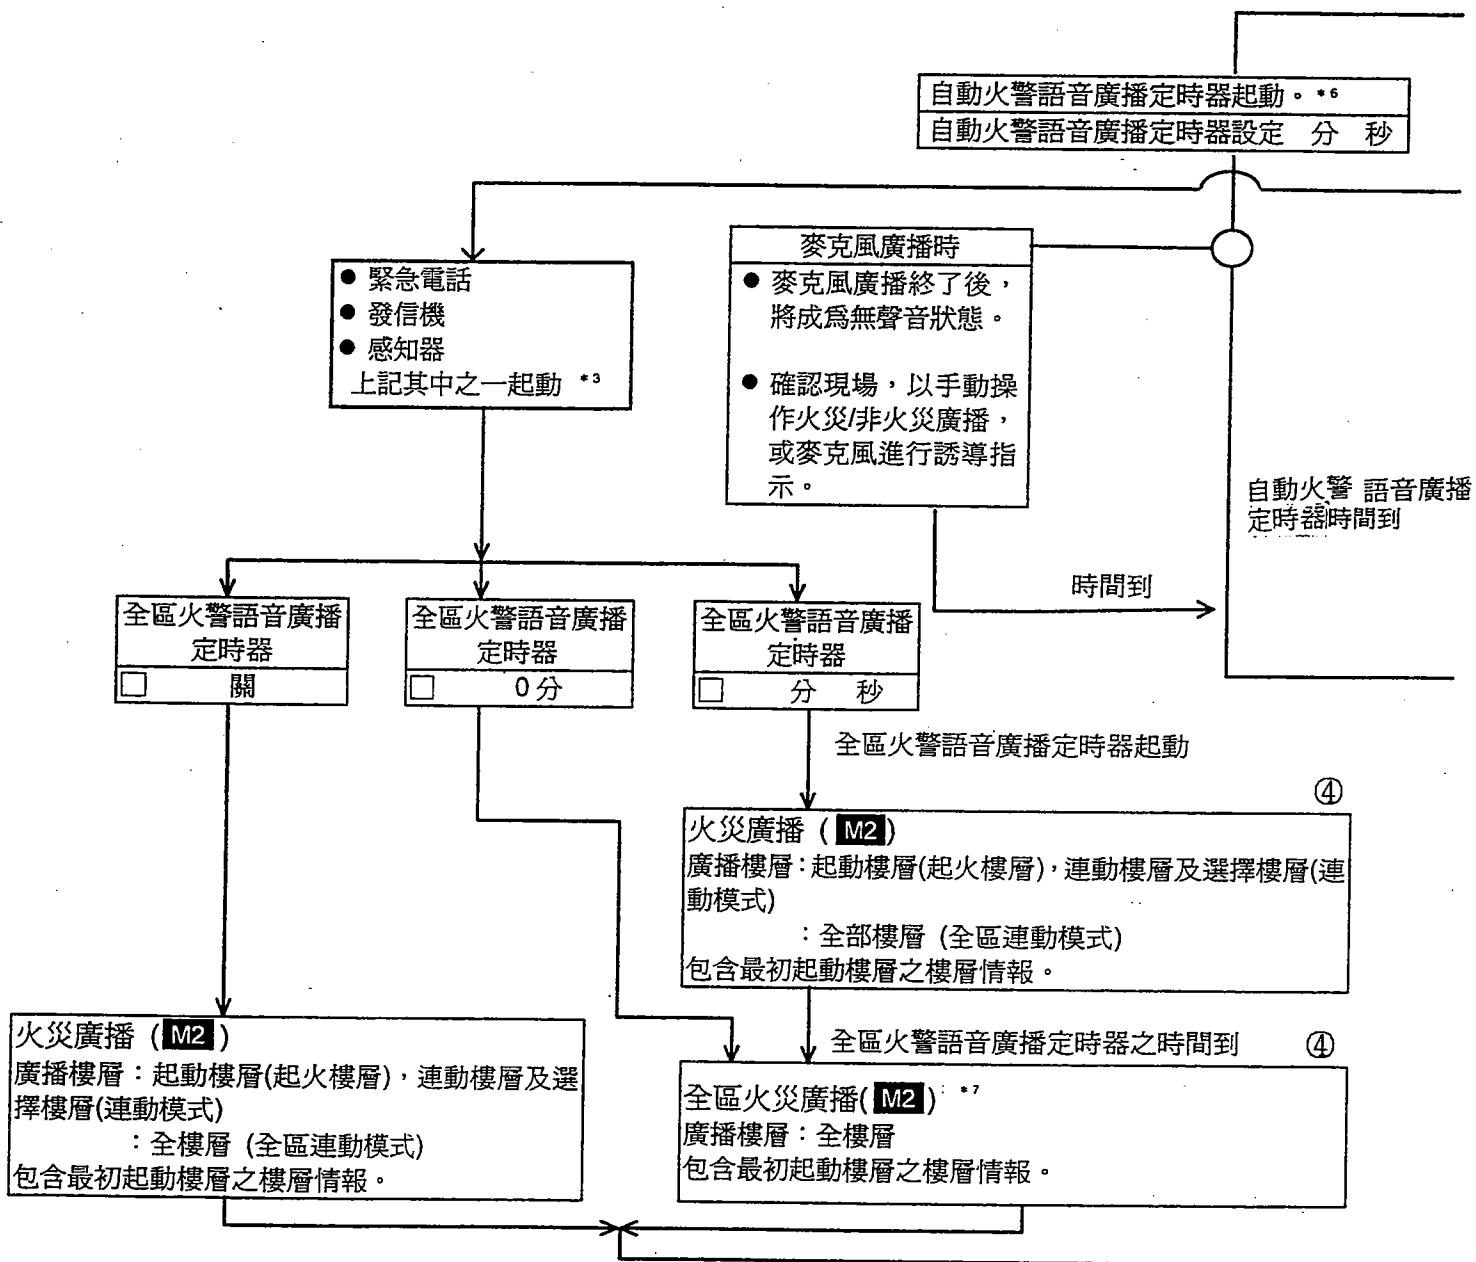 自動火警語音廣播定時器起動。*6
自動火警語音廣播定時器設定 分 秒
麥克風廣播時
● 麥克風廣播終了後，
將成爲無聲音狀態。
● 確認現場，以手動操
作火災/非火災廣播，
或麥克風進行誘導指
示。
● 緊急電話
● 發信機
● 感知器
上記其中之一起動 *3
自動火警 語音廣播
定時器時間到
時間到
全區火警語音廣播
定時器
□ 關
全區火警語音廣播
定時器
□ 0分
全區火警語音廣播
定時器
□ 分 秒
全區火警語音廣播定時器起動
④
火災廣播 (M2)
廣播樓層：起動樓層(起火樓層)，連動樓層及選擇樓層(連
動模式)
：全部樓層 (全區連動模式)
包含最初起動樓層之樓層情報。
火災廣播 (M2)
廣播樓層：起動樓層(起火樓層)，連動樓層及選
擇樓層(連動模式)
：全樓層 (全區連動模式)
包含最初起動樓層之樓層情報。
全區火警語音廣播定時器之時間到 ④
全區火災廣播(M2) *7
廣播樓層：全樓層
包含最初起動樓層之樓層情報。